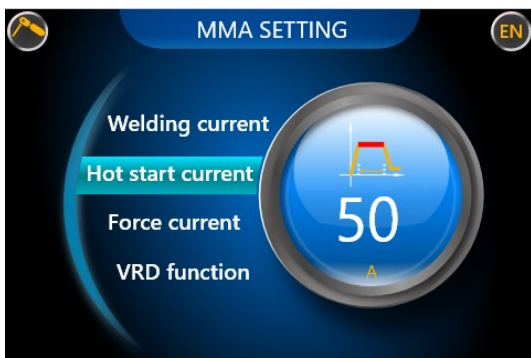 MMA SETTING
EN
Welding current
Hot start current
Force current
VRD function
50
A